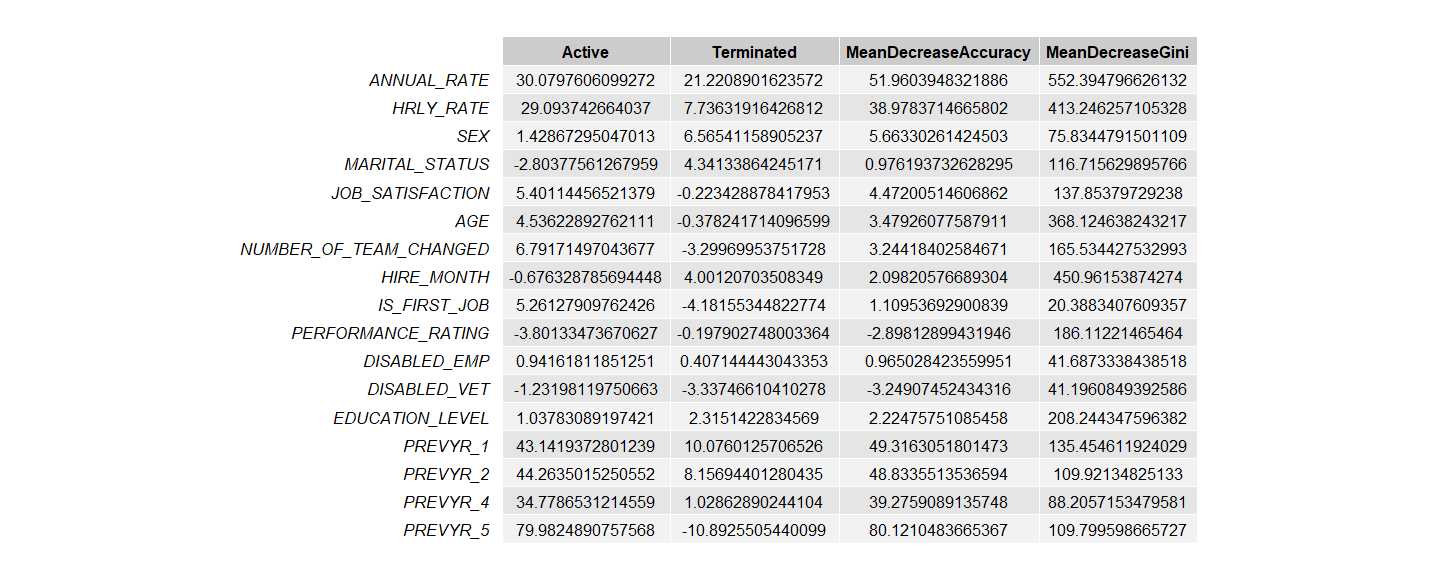 Active Terminated MeanDecreaseAccuracy MeanDecreaseGini
ANNUAL_RATE 30.0797606099272 21.2208901623572 51.9603948321886 552.394796626132
HRLY_RATE 29.093742664037 7.73631916426812 38.9783714665802 413.246257105328
SEX 1.42867295047013 6.56541158905237 5.66330261424503 75.8344791501109
MARITAL_STATUS -2.80377561267959 4.34133864245171 0.976193732628295 116.715629895766
JOB_SATISFACTION 5.40114456521379 -0.223428878417953 4.47200514606862 137.85379729238
AGE 4.53622892762111 -0.378241714096599 3.47926077587911 368.124638243217
NUMBER_OF_TEAM_CHANGED 6.79171497043677 -3.29969953751728 3.24418402584671 165.534427532993
HIRE_MONTH -0.676328785694448 4.00120703508349 2.09820576689304 450.96153874274
IS_FIRST_JOB 5.26127909762426 -4.18155344822774 1.10953692900839 20.3883407609357
PERFORMANCE_RATING -3.80133473670627 -0.197902748003364 -2.89812899431946 186.11221465464
DISABLED_EMP 0.94161811851251 0.407144443043353 0.965028423559951 41.6873338438518
DISABLED_VET -1.23198119750663 -3.33746610410278 -3.24907452434316 41.1960849392586
EDUCATION_LEVEL 1.03783089197421 2.3151422834569 2.22475751085458 208.244347596382
PREVYR_1 43.1419372801239 10.0760125706526 49.3163051801473 135.454611924029
PREVYR_2 44.2635015250552 8.15694401280435 48.8335513536594 109.92134825133
PREVYR_4 34.7786531214559 1.02862890244104 39.2759089135748 88.2057153479581
PREVYR_5 79.9824890757568 -10.8925505440099 80.1210483665367 109.799598665727